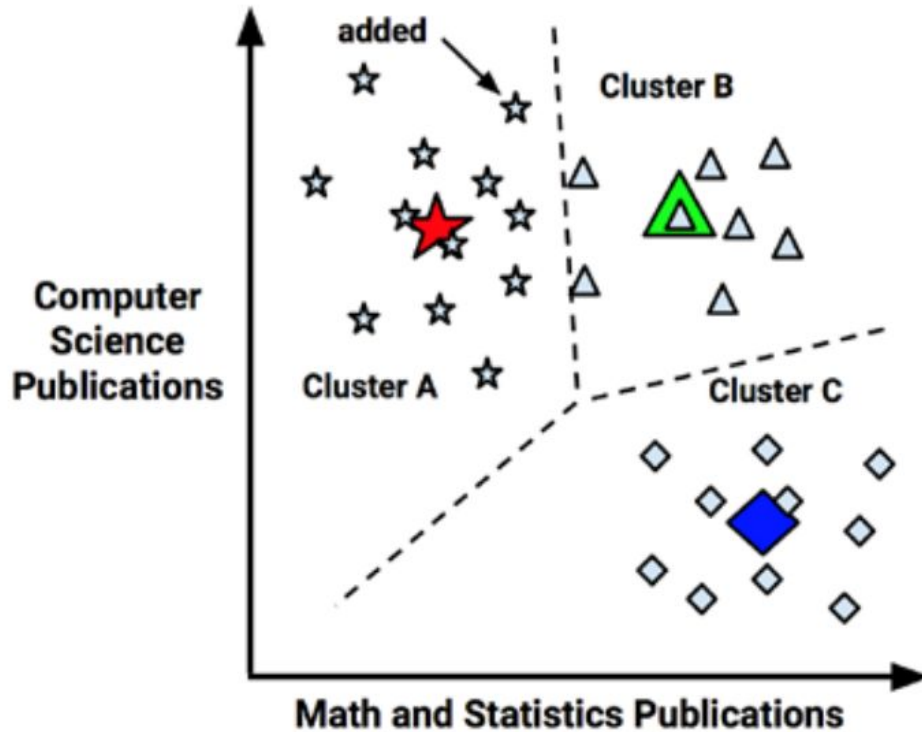 added
Cluster B
Computer
Science
Publications
Cluster A
Cluster C
Math and Statistics Publications